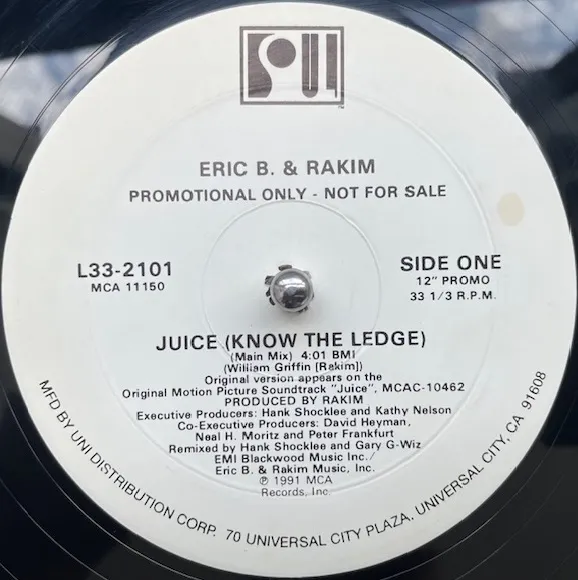 SOUL
ERIC B. & RAKIM
PROMOTIONAL ONLY - NOT FOR SALE
L33-2101
MCA 11150
SIDE ONE
12" PROMO
33 1/3 R.P.M.
JUICE (KNOW THE LEDGE)
(Main Mix) 4:01 BMI
(William Griffin [Rakim])
Original version appears on the
Original Motion Picture Soundtrack "Juice", MCAC-10462
PRODUCED BY RAKIM
Executive Producers: Hank Shocklee and Kathy Nelson
Co-Executive Producers: David Heyman,
Neal H. Moritz and Peter Frankfurt
Remixed by Hank Shocklee and Gary G-Wiz
EMI Blackwood Music Inc./
Eric B. & Rakim Music, Inc.
℗ 1991 MCA
Records, Inc.
MFD BY UNI DISTRIBUTION CORP. 70 UNIVERSAL CITY PLAZA, UNIVERSAL CITY, CA 91608